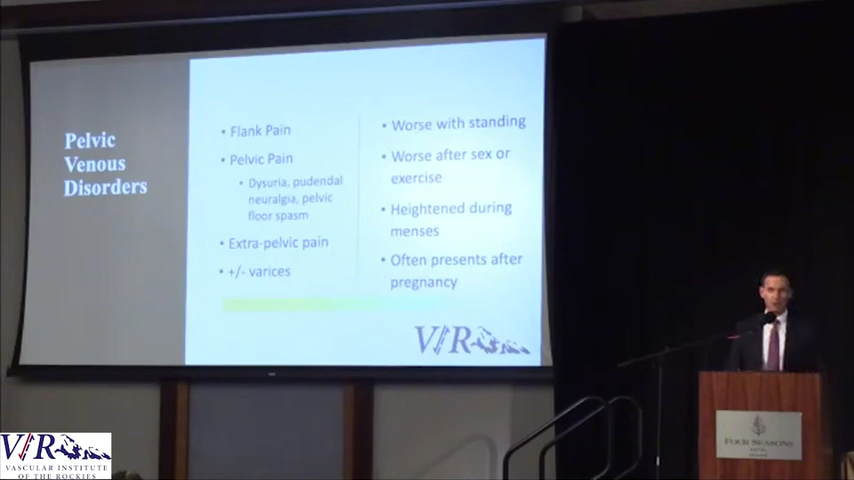 Pelvic
Venous
Disorders
• Flank Pain
• Pelvic Pain
• Dysuria, pudendal
neuralgia, pelvic
floor spasm
• Extra-pelvic pain
• +/- varices
• Worse with standing
• Worse after sex or
exercise
• Heightened during
menses
• Often presents after
pregnancy
V/R
FOUR SEASONS
HOTEL
V/R
VASCULAR INSTITUTE
OF THE ROCKIES